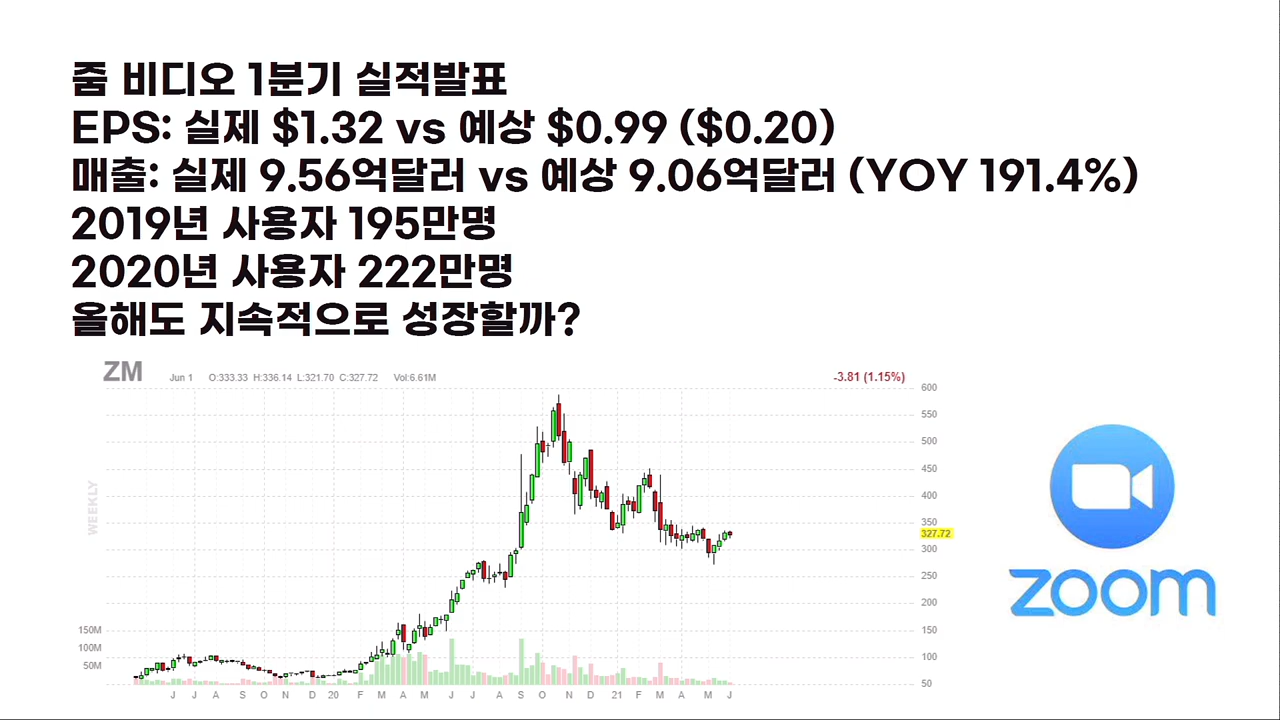 줌 비디오 1분기 실적발표
EPS: 실제 $1.32 vs 예상 $0.99 ($0.20)
매출: 실제 9.56억달러 vs 예상 9.06억달러 (YOY 191.4%)
2019년 사용자 195만명
2020년 사용자 222만명
올해도 지속적으로 성장할까?
ZM Jun 1 O:333.33 H:336.14 L:321.70 C:327.72 Vol:6.61M -3.81 (1.15%)
600
550
500
450
400
350
327.72
300
250
200
150
100
50
WEEKLY
150M
100M
50M
J J A S O N D 20 F M A M J J A S O N D 21 F M A M J
zoom